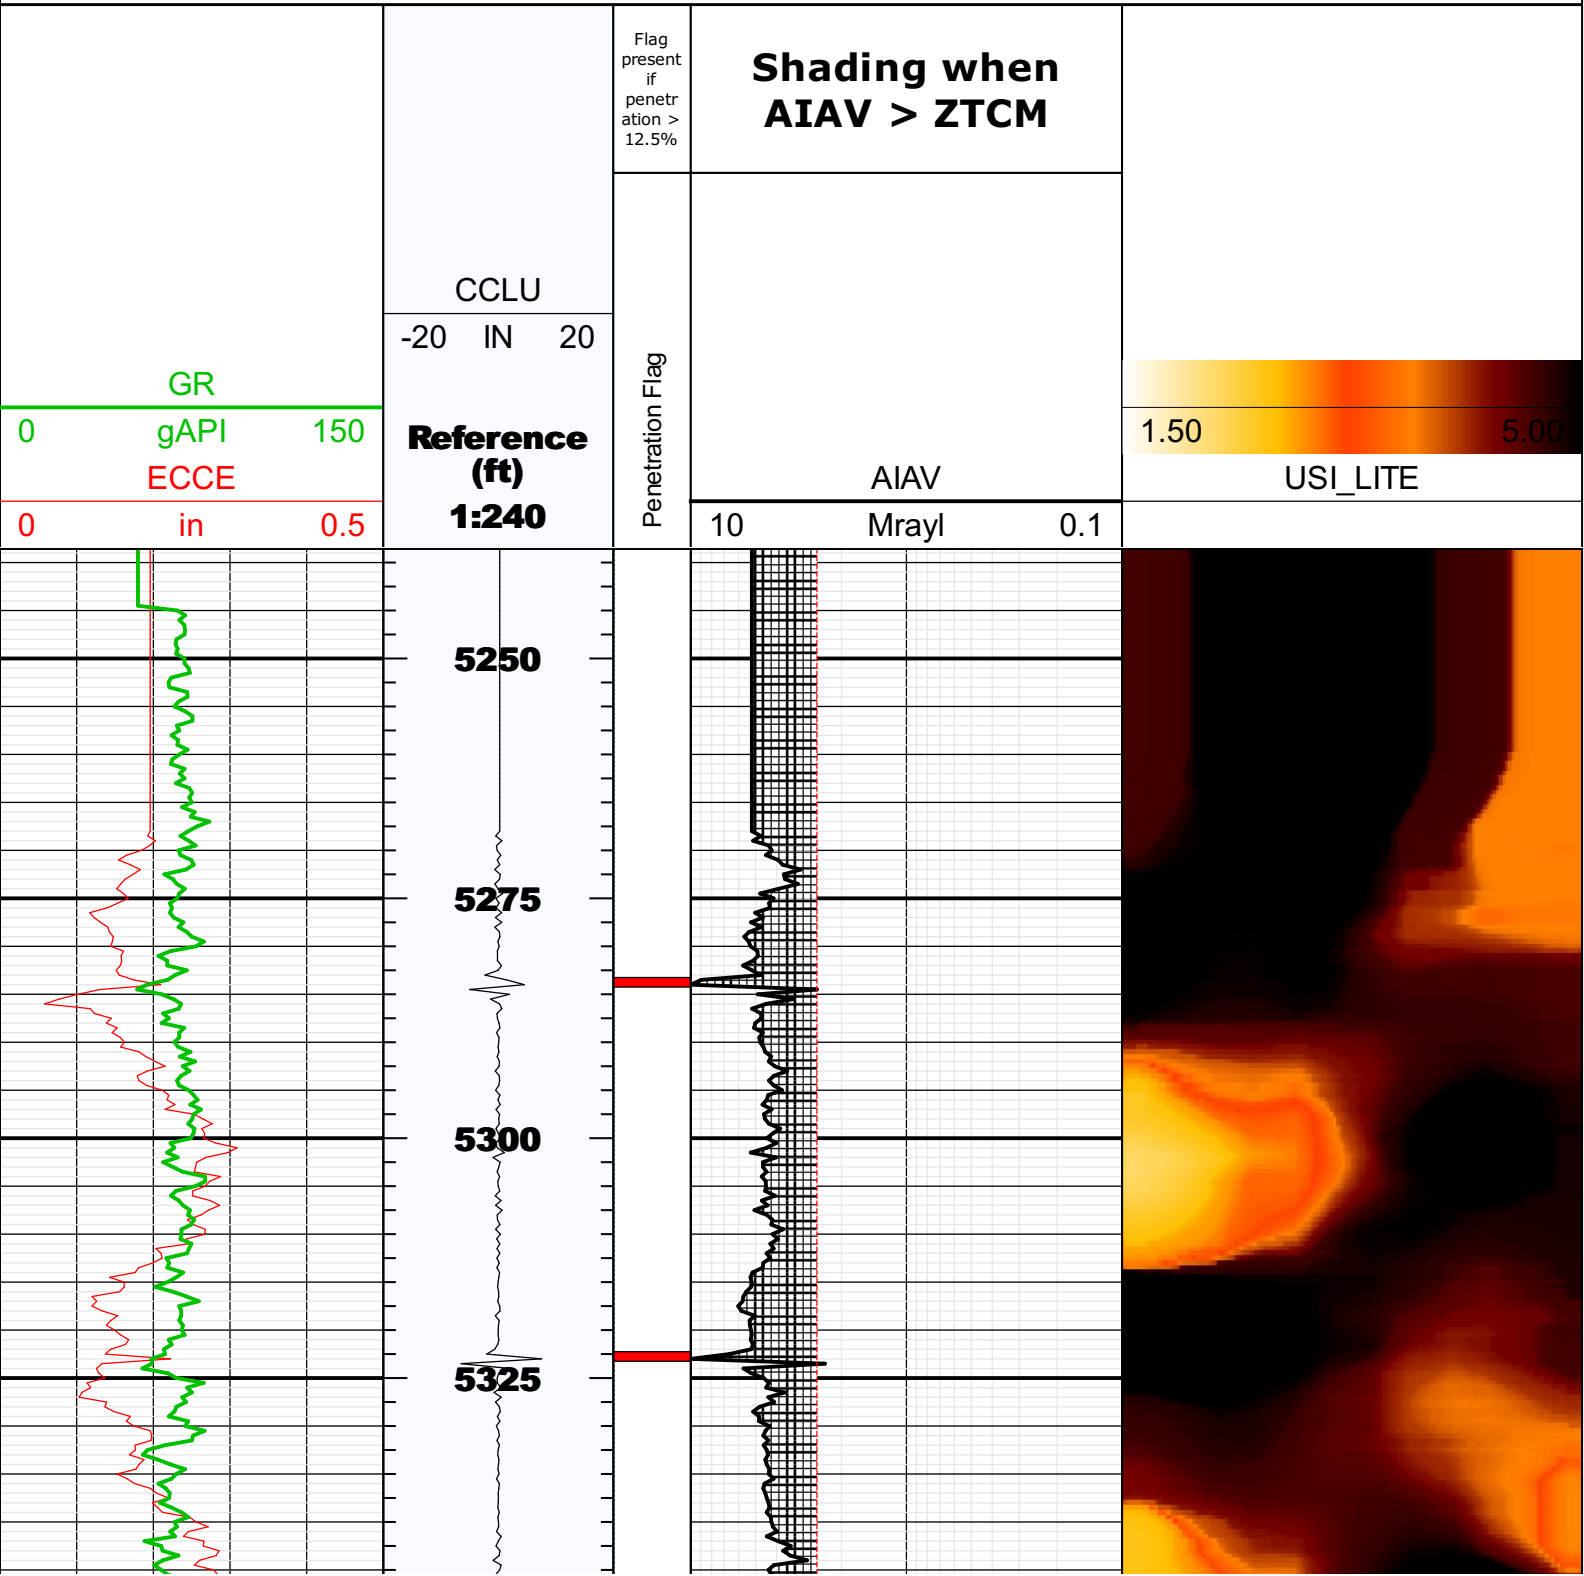 GR
0 gAPI 150
ECCE
0 in 0.5
CCLU
-20 IN 20
Reference
(ft)
1:240
Flag
present
if
penetr
ation >
12.5%
Penetration Flag
Shading when
AIAV > ZTCM
AIAV
10 Mrayl 0.1
1.50 5.00
USI_LITE
5250
5275
5300
5325